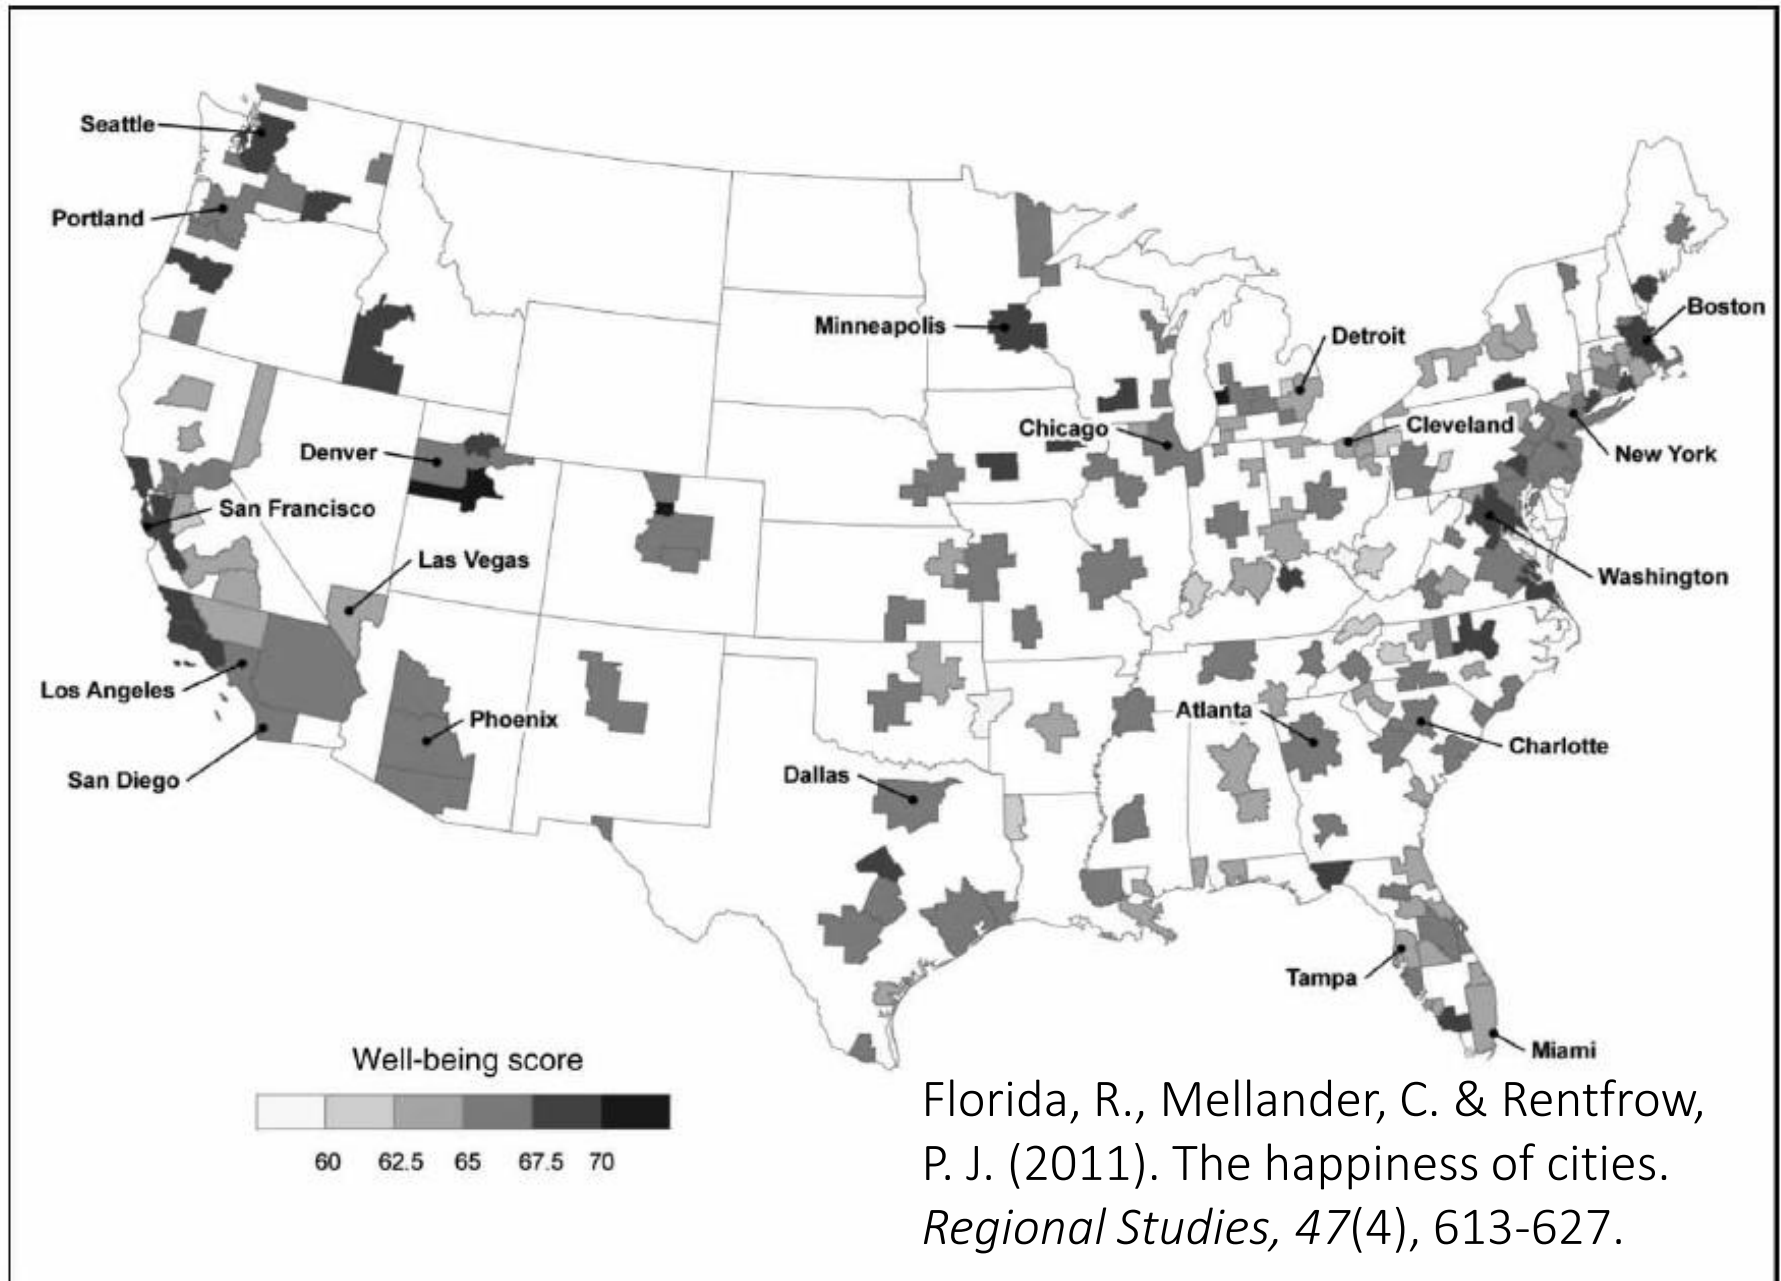 Seattle
Portland
Minneapolis
Boston
Detroit
Chicago
Cleveland
Denver
New York
San Francisco
Las Vegas
Washington
Los Angeles
Phoenix
Atlanta
Charlotte
San Diego
Dallas
Tampa
Miami
Well-being score
60 62.5 65 67.5 70
Florida, R., Mellander, C. & Rentfrow,
P. J. (2011). The happiness of cities.
Regional Studies, 47(4), 613-627.